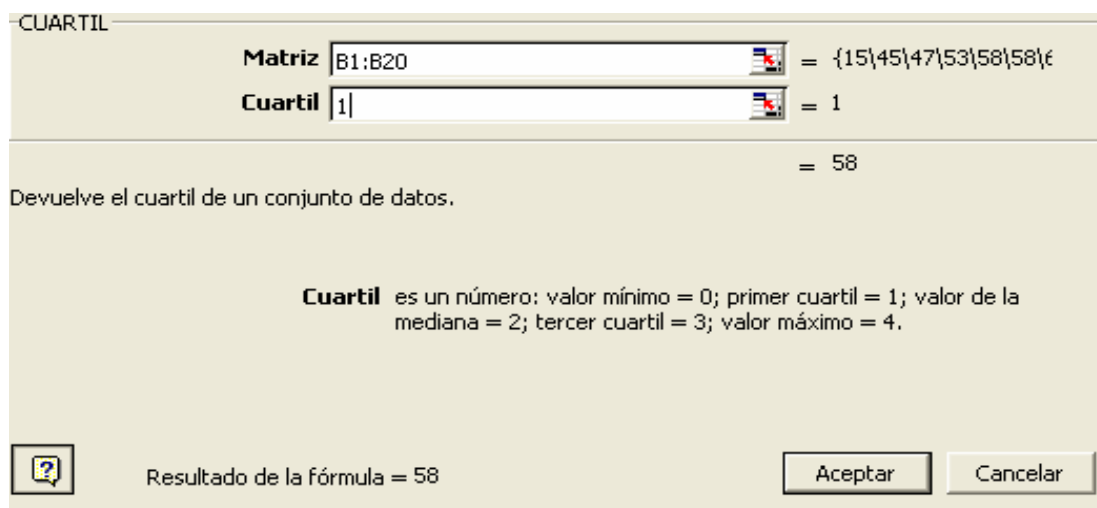 CUARTIL
Matriz B1:B20 = {15\45\47\53\58\58\6
Cuartil 1 = 1
= 58
Devuelve el cuartil de un conjunto de datos.
Cuartil es un número: valor mínimo = 0; primer cuartil = 1; valor de la
mediana = 2; tercer cuartil = 3; valor máximo = 4.
? Resultado de la fórmula = 58 Aceptar Cancelar